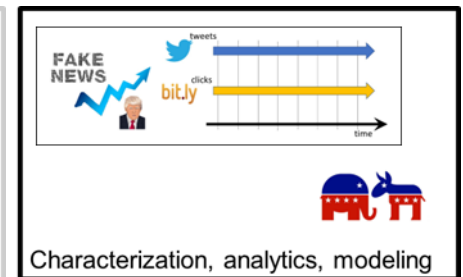 tweets
FAKE
NEWS
clicks
bit.ly
time
Characterization, analytics, modeling